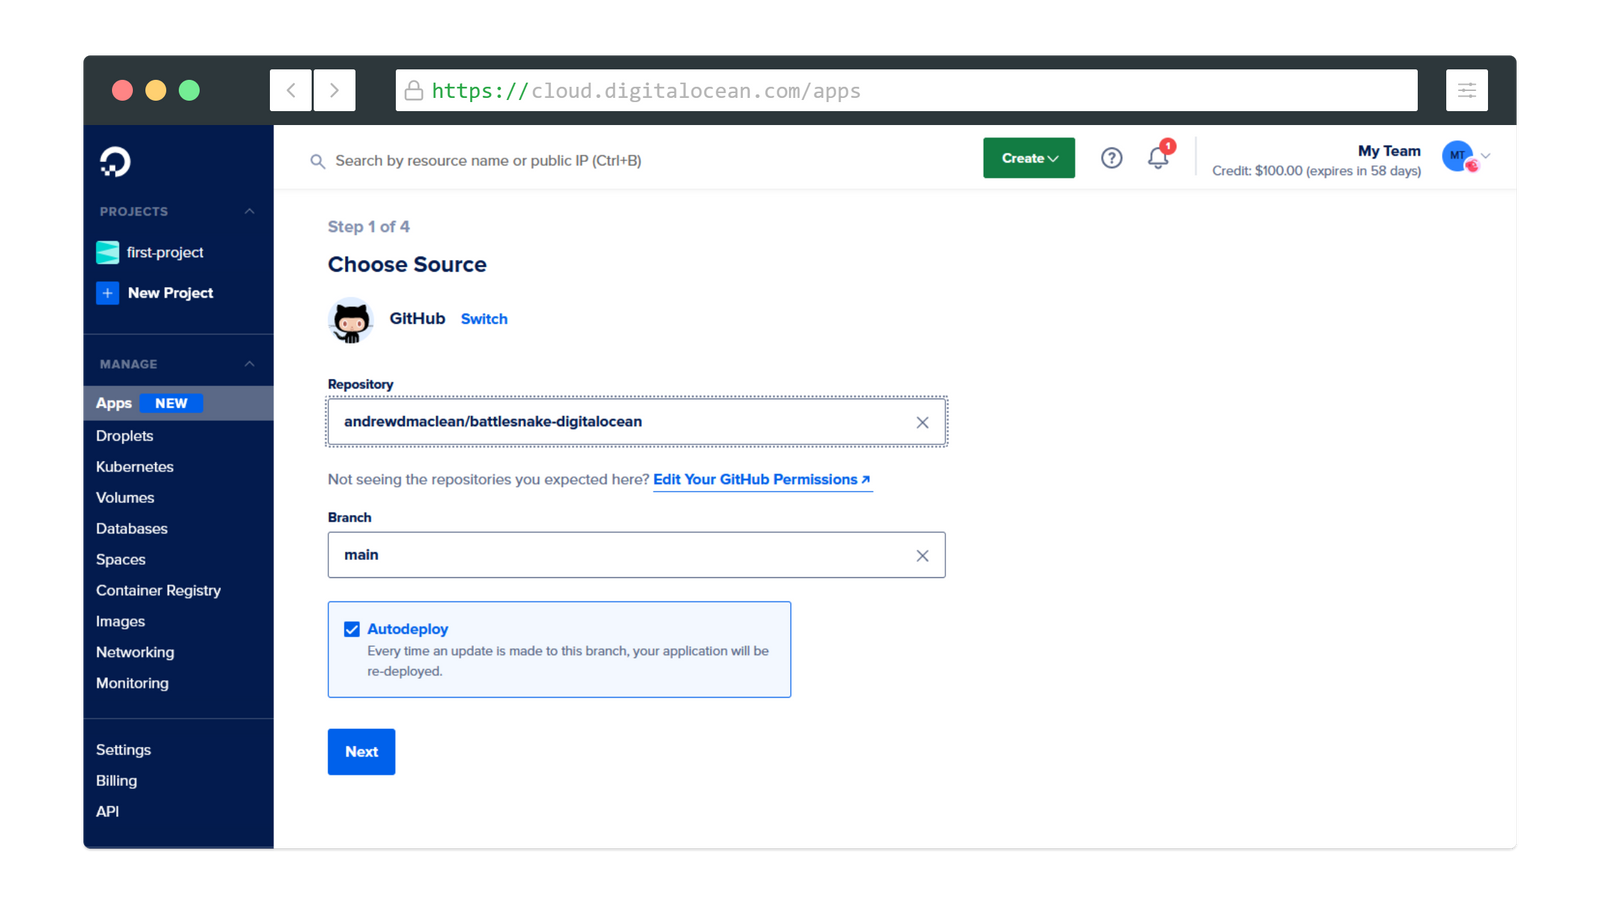 https://cloud.digitalocean.com/apps
Search by resource name or public IP (Ctrl+B)
Create
1
My Team
Credit: $100.00 (expires in 58 days)
MT
PROJECTS
first-project
New Project
MANAGE
Apps NEW
Droplets
Kubernetes
Volumes
Databases
Spaces
Container Registry
Images
Networking
Monitoring
Settings
Billing
API
Step 1 of 4
Choose Source
GitHub Switch
Repository
andrewdmaclean/battlesnake-digitalocean
Not seeing the repositories you expected here? Edit Your GitHub Permissions
Branch
main
Autodeploy
Every time an update is made to this branch, your application will be
re-deployed.
Next